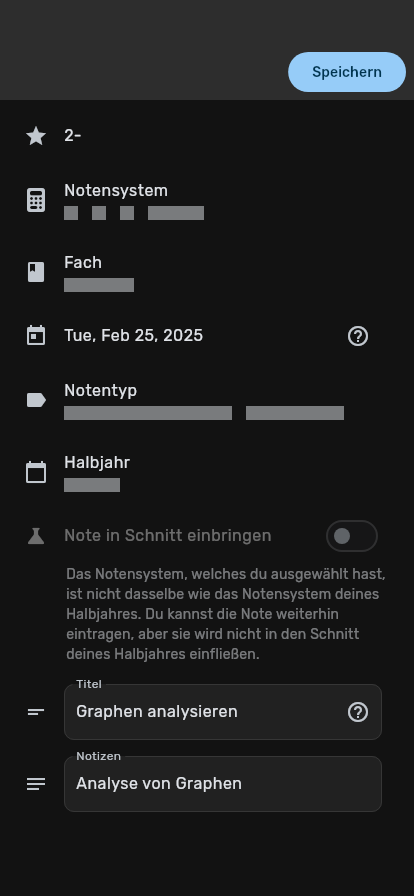 Speichern
2-
Notensystem
Fach
Tue, Feb 25, 2025
Notentyp
Halbjahr
Note in Schnitt einbringen
Das Notensystem, welches du ausgewählt hast,
ist nicht dasselbe wie das Notensystem deines
Halbjahres. Du kannst die Note weiterhin
eintragen, aber sie wird nicht in den Schnitt
deines Halbjahres einfließen.
Titel
Graphen analysieren
Notizen
Analyse von Graphen